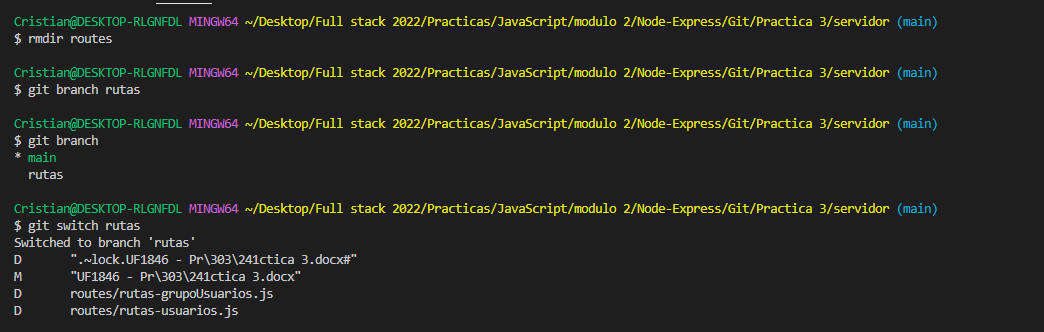 Cristian@DESKTOP-RLGNFDL MINGW64 ~/Desktop/Full stack 2022/Practicas/JavaScript/modulo 2/Node-Express/Git/Practica 3/servidor (main)
$ rmdir routes
Cristian@DESKTOP-RLGNFDL MINGW64 ~/Desktop/Full stack 2022/Practicas/JavaScript/modulo 2/Node-Express/Git/Practica 3/servidor (main)
$ git branch rutas
Cristian@DESKTOP-RLGNFDL MINGW64 ~/Desktop/Full stack 2022/Practicas/JavaScript/modulo 2/Node-Express/Git/Practica 3/servidor (main)
$ git branch
* main
  rutas
Cristian@DESKTOP-RLGNFDL MINGW64 ~/Desktop/Full stack 2022/Practicas/JavaScript/modulo 2/Node-Express/Git/Practica 3/servidor (main)
$ git switch rutas
Switched to branch 'rutas'
D       ".~lock.UF1846 - Pr\303\241ctica 3.docx#"
M       "UF1846 - Pr\303\241ctica 3.docx"
D       routes/rutas-grupoUsuarios.js
D       routes/rutas-usuarios.js